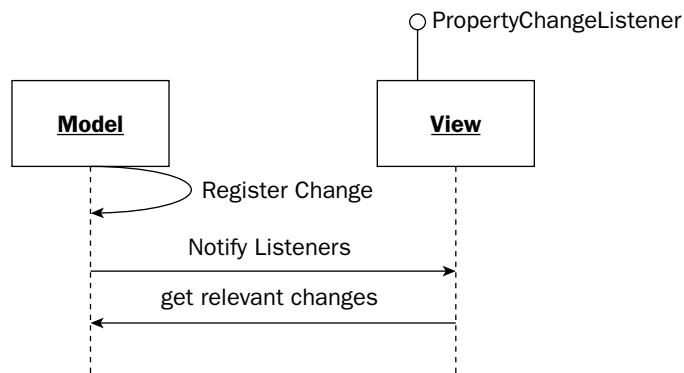 PropertyChangeListener
Model
View
Register Change
Notify Listeners
get relevant changes